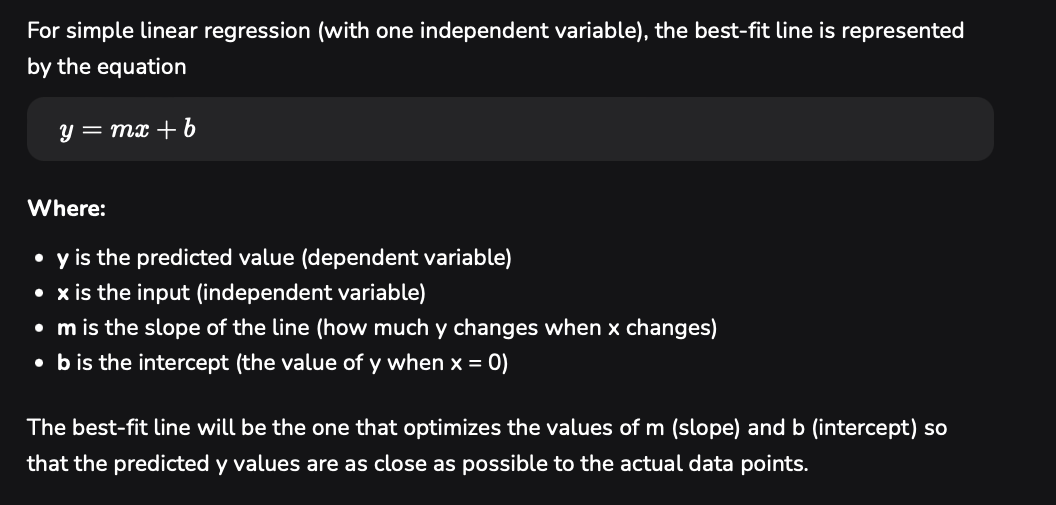 For simple linear regression (with one independent variable), the best-fit line is represented
by the equation
y = mx + b
Where:
• y is the predicted value (dependent variable)
• x is the input (independent variable)
• m is the slope of the line (how much y changes when x changes)
• b is the intercept (the value of y when x = 0)
The best-fit line will be the one that optimizes the values of m (slope) and b (intercept) so
that the predicted y values are as close as possible to the actual data points.